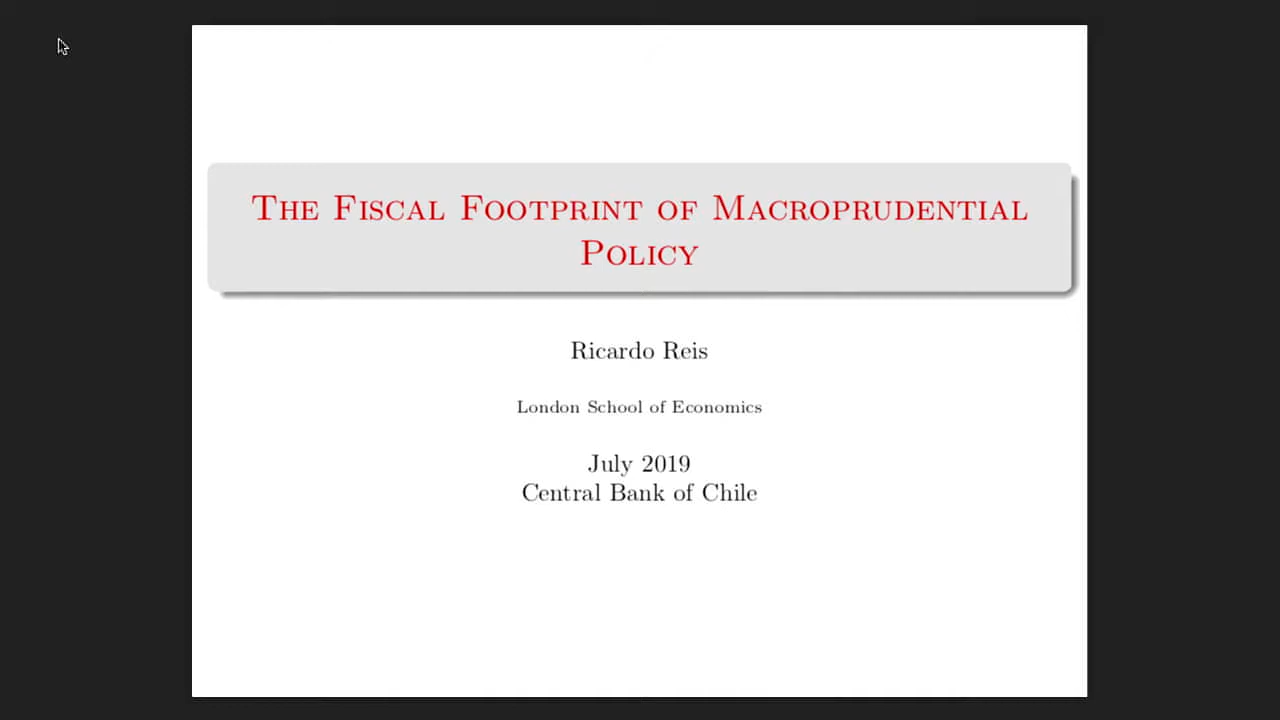 The Fiscal Footprint of Macroprudential
Policy
Ricardo Reis
London School of Economics
July 2019
Central Bank of Chile